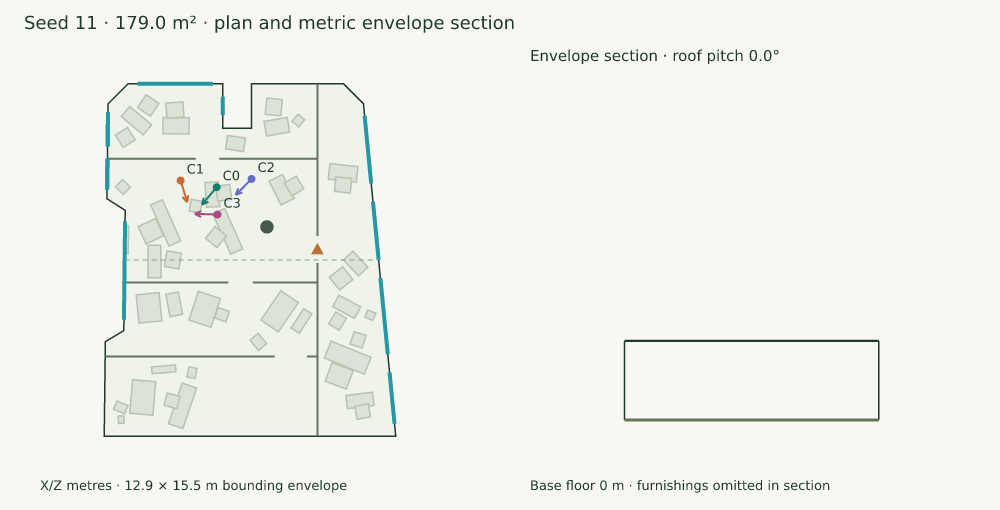 Seed 11 · 179.0 m² · plan and metric envelope section
Envelope section · roof pitch 0.0°
C1
C0
C2
C3
X/Z metres · 12.9 × 15.5 m bounding envelope
Base floor 0 m · furnishings omitted in section